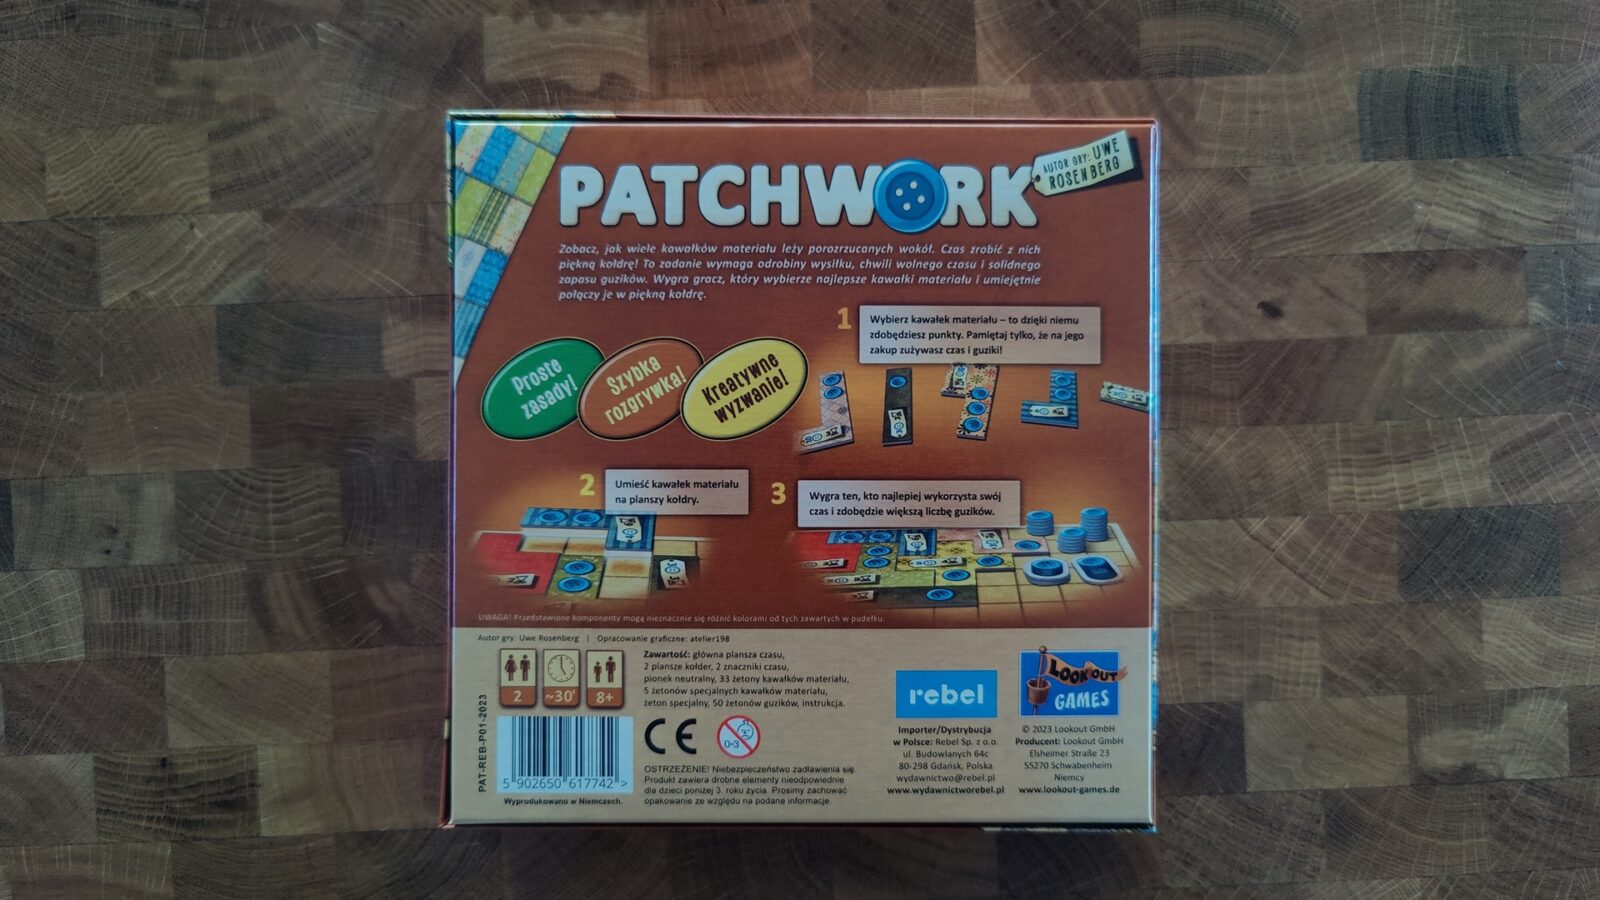 PATCHWORK
AUTOR GRY: UWE
ROSENBERG
Zobacz, jak wiele kawałków materiału leży porozrzucanych wokół. Czas zrobić z nich
piękną kołdrę! To zadanie wymaga odrobiny wysiłku, chwili wolnego czasu i solidnego
zapasu guzików. Wygra gracz, który wybierze najlepsze kawałki materiału i umiejętnie
połączy je w piękną kołdrę.
Proste
zasady!
Szybka
rozgrywka!
Kreatywne
wyzwanie!
1
Wybierz kawałek materiału – to dzięki niemu
zdobędziesz punkty. Pamiętaj tylko, że na jego
zakup zużywasz czas i guziki!
2
Umieść kawałek materiału
na planszy kołdry.
3
Wygra ten, kto najlepiej wykorzysta swój
czas i zdobędzie większą liczbę guzików.
UWAGA! Przedstawione komponenty mogą nieznacznie się różnić kolorami od tych zawartych w pudełku.
Autor gry: Uwe Rosenberg | Opracowanie graficzne: atelier198
2
~30'
8+
Zawartość: główna plansza czasu,
2 plansze kołder, 2 znaczniki czasu,
pionek neutralny, 33 żetony kawałków materiału,
5 żetonów specjalnych kawałków materiału,
żeton specjalny, 50 żetonów guzików, instrukcja.
PAT-REB-P01-2023
5 902650 617742 >
Wyprodukowano w Niemczech.
CE
0-3
OSTRZEŻENIE! Niebezpieczeństwo zadławienia się.
Produkt zawiera drobne elementy nieodpowiednie
dla dzieci poniżej 3. roku życia. Prosimy zachować
opakowanie ze względu na podane informacje.
rebel
Importer/Dystrybucja
w Polsce: Rebel Sp. z o.o.
ul. Budowlanych 64c
80-298 Gdańsk, Polska
wydawnictwo@rebel.pl
www.wydawnictworebel.pl
LOOKOUT
GAMES
© 2023 Lookout GmbH
Producent: Lookout GmbH
Elsheimer Straße 23
55270 Schwabenheim
Niemcy
www.lookout-games.de